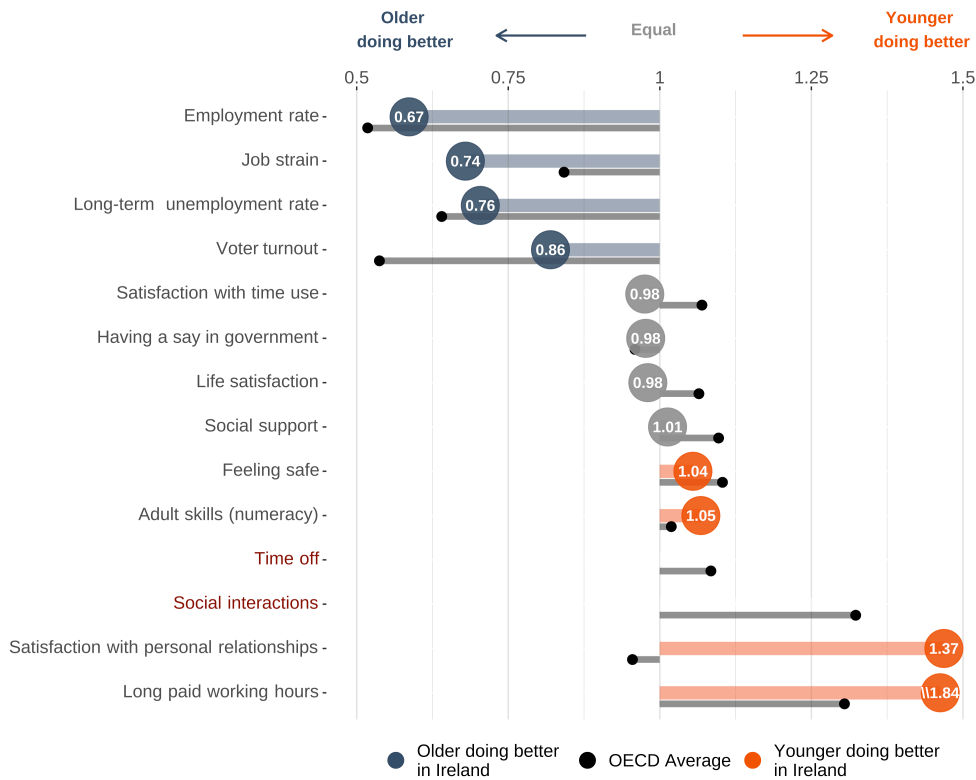 Older
doing better
Equal
Younger
doing better
0.5 0.75 1 1.25 1.5
Employment rate - 0.67
Job strain - 0.74
Long-term unemployment rate - 0.76
Voter turnout - 0.86
Satisfaction with time use - 0.98
Having a say in government - 0.98
Life satisfaction - 0.98
Social support - 1.01
Feeling safe - 1.04
Adult skills (numeracy) - 1.05
Time off -
Social interactions -
Satisfaction with personal relationships - 1.37
Long paid working hours - \\1.84
Older doing better
in Ireland
OECD Average
Younger doing better
in Ireland